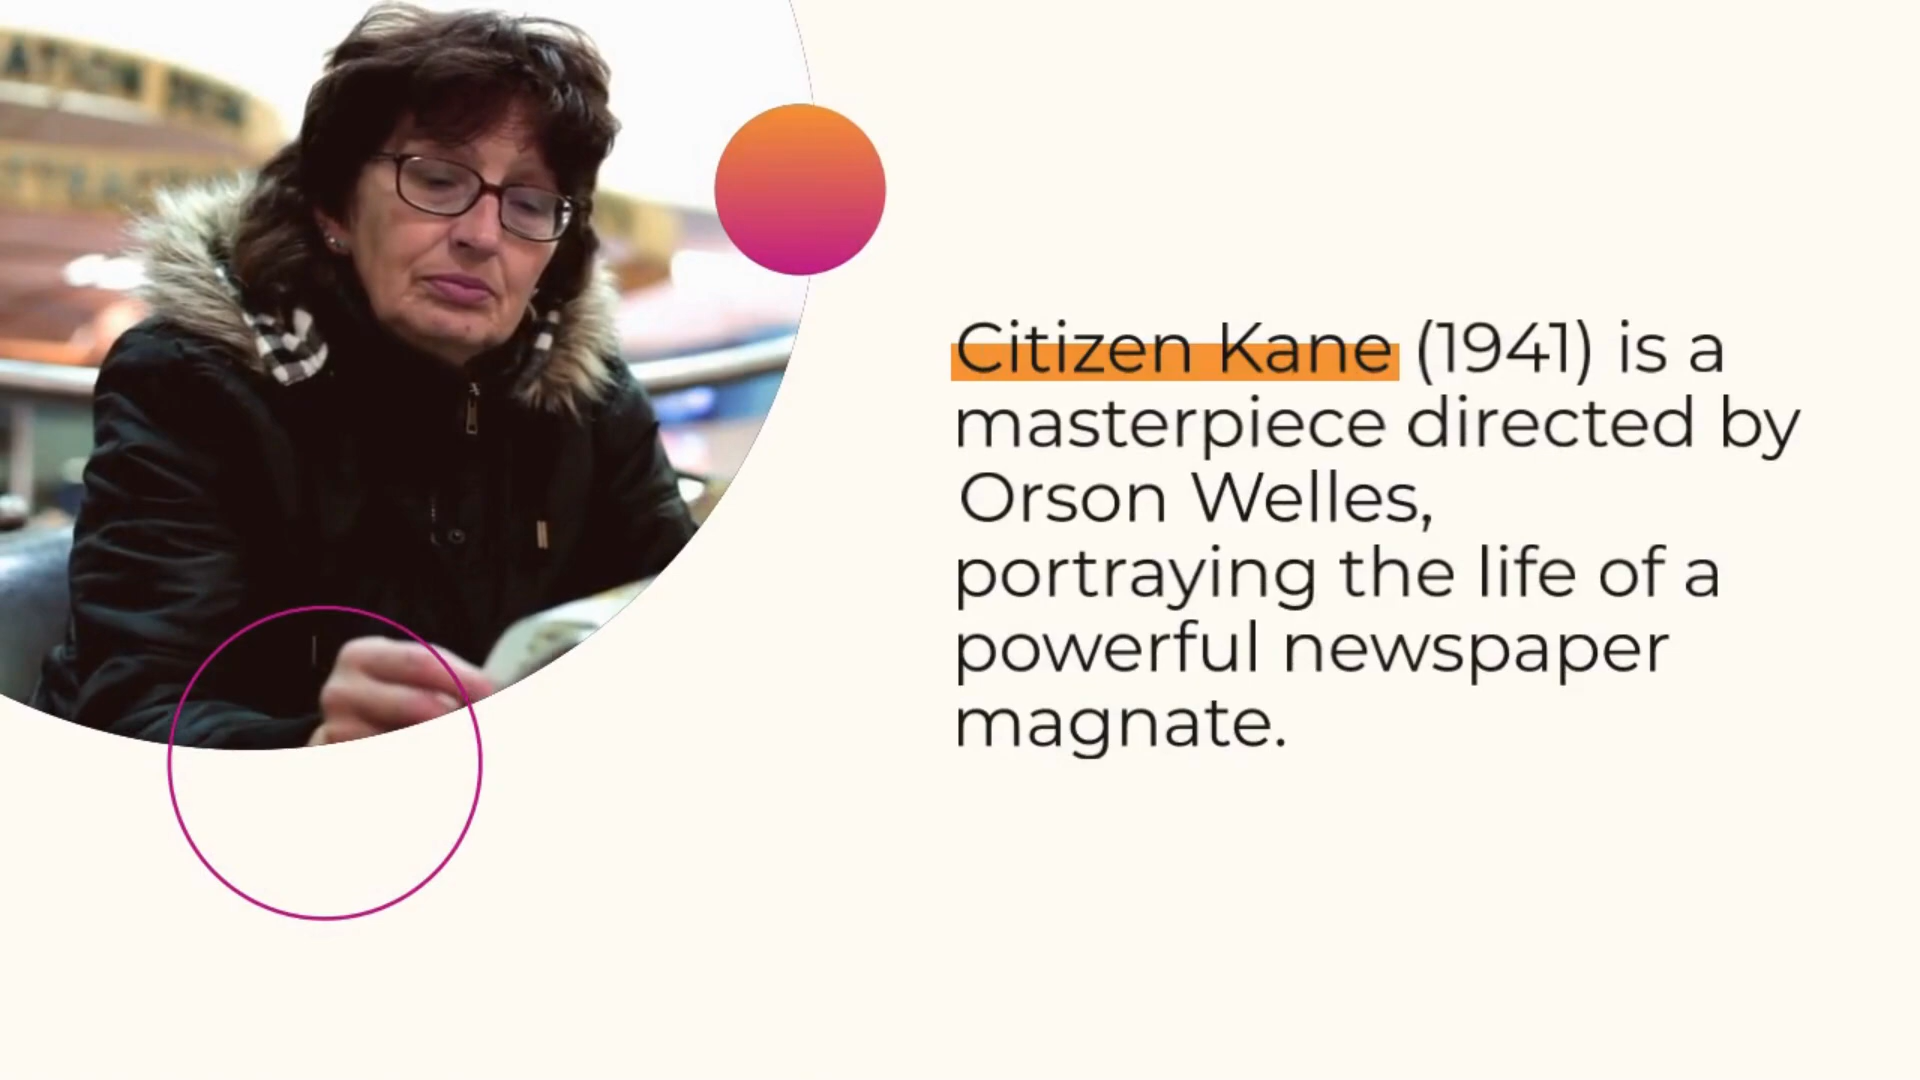 Citizen Kane (1941) is a
masterpiece directed by
Orson Welles,
portraying the life of a
powerful newspaper
magnate.